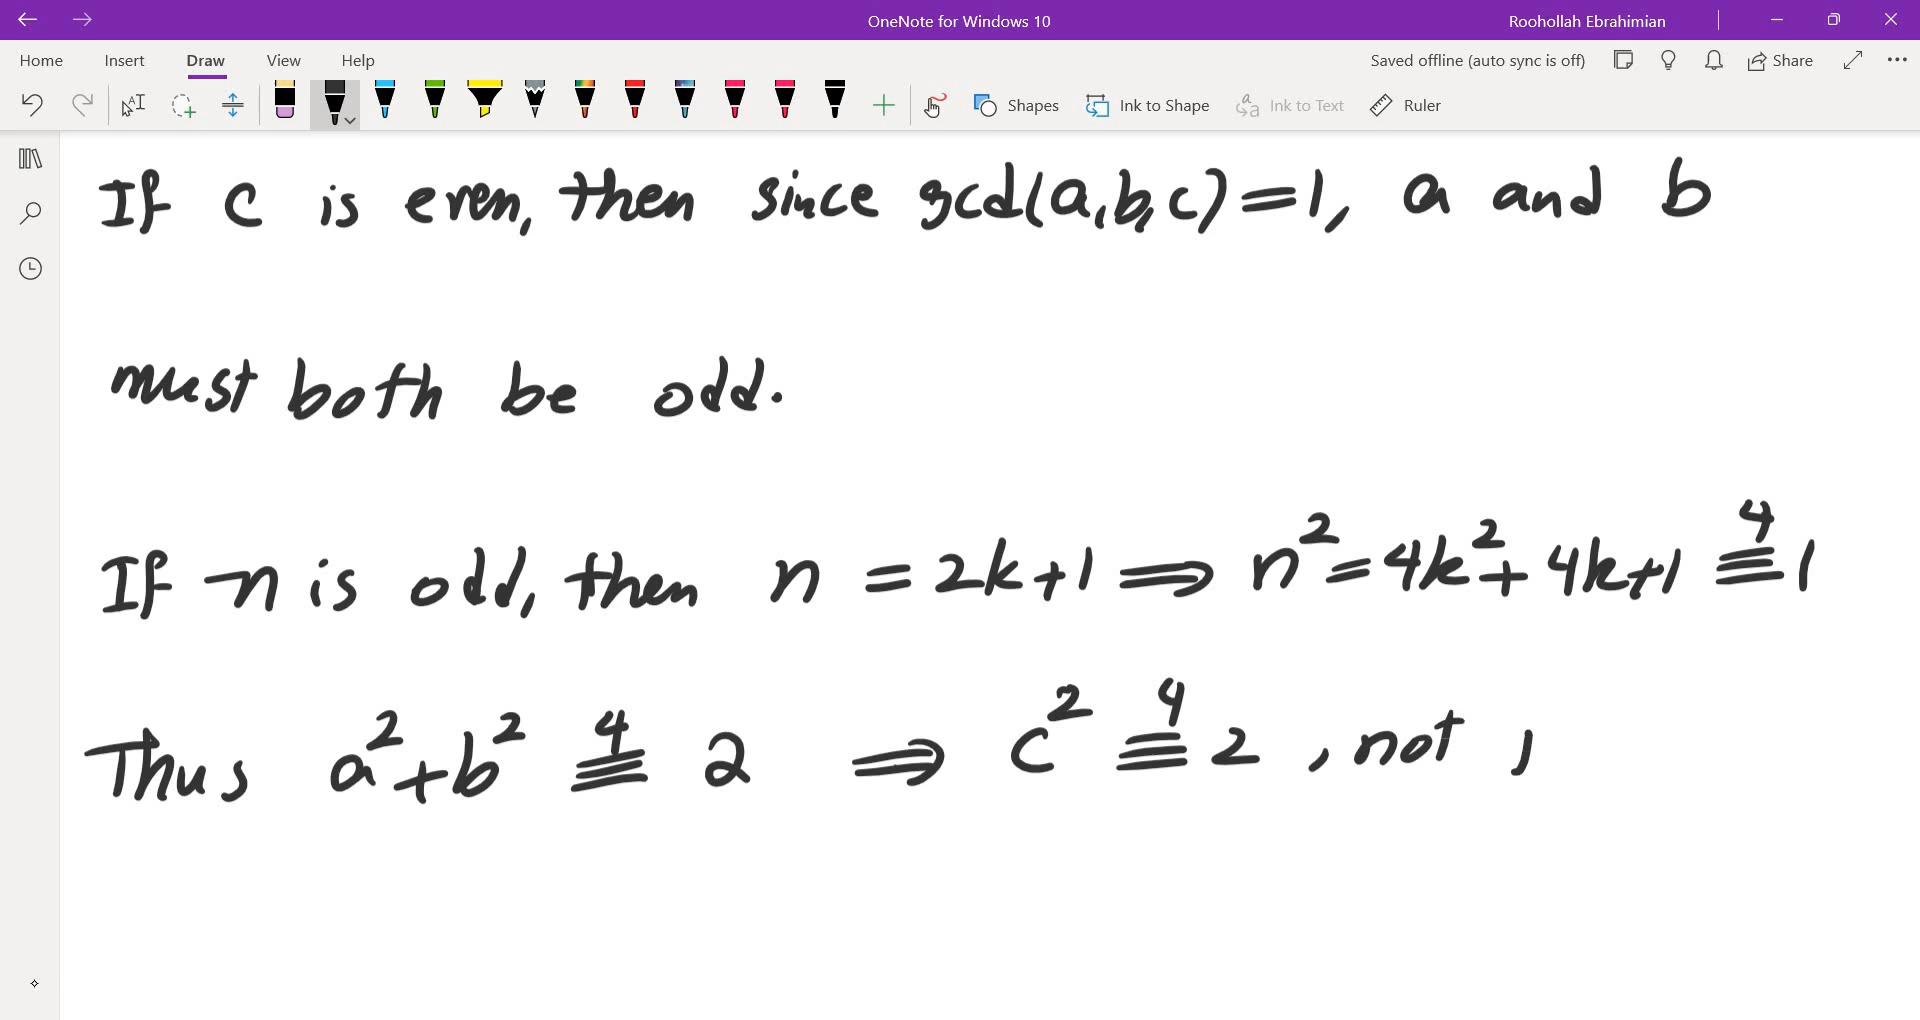 OneNote for Windows 10
Roohollah Ebrahimian
Home Insert Draw View Help
Saved offline (auto sync is off) Share
Shapes Ink to Shape Ink to Text Ruler
If c is even, then since gcd(a,b,c)=1, a and b
must both be odd.
If n is odd, then n = 2k+1 ⟹ n² = 4k²+4k+1 ≡⁴ 1
Thus a²+b² ≡⁴ 2 ⟹ c² ≡⁴ 2, not